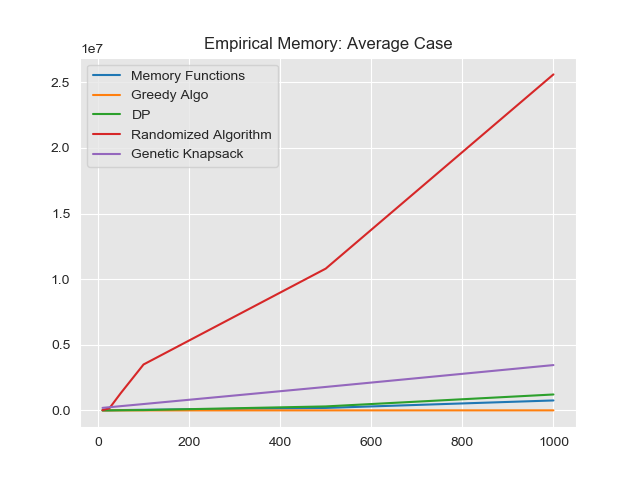 Empirical Memory: Average Case
1e7
Memory Functions
Greedy Algo
DP
Randomized Algorithm
Genetic Knapsack
2.5
2.0
1.5
1.0
0.5
0.0
0 200 400 600 800 1000